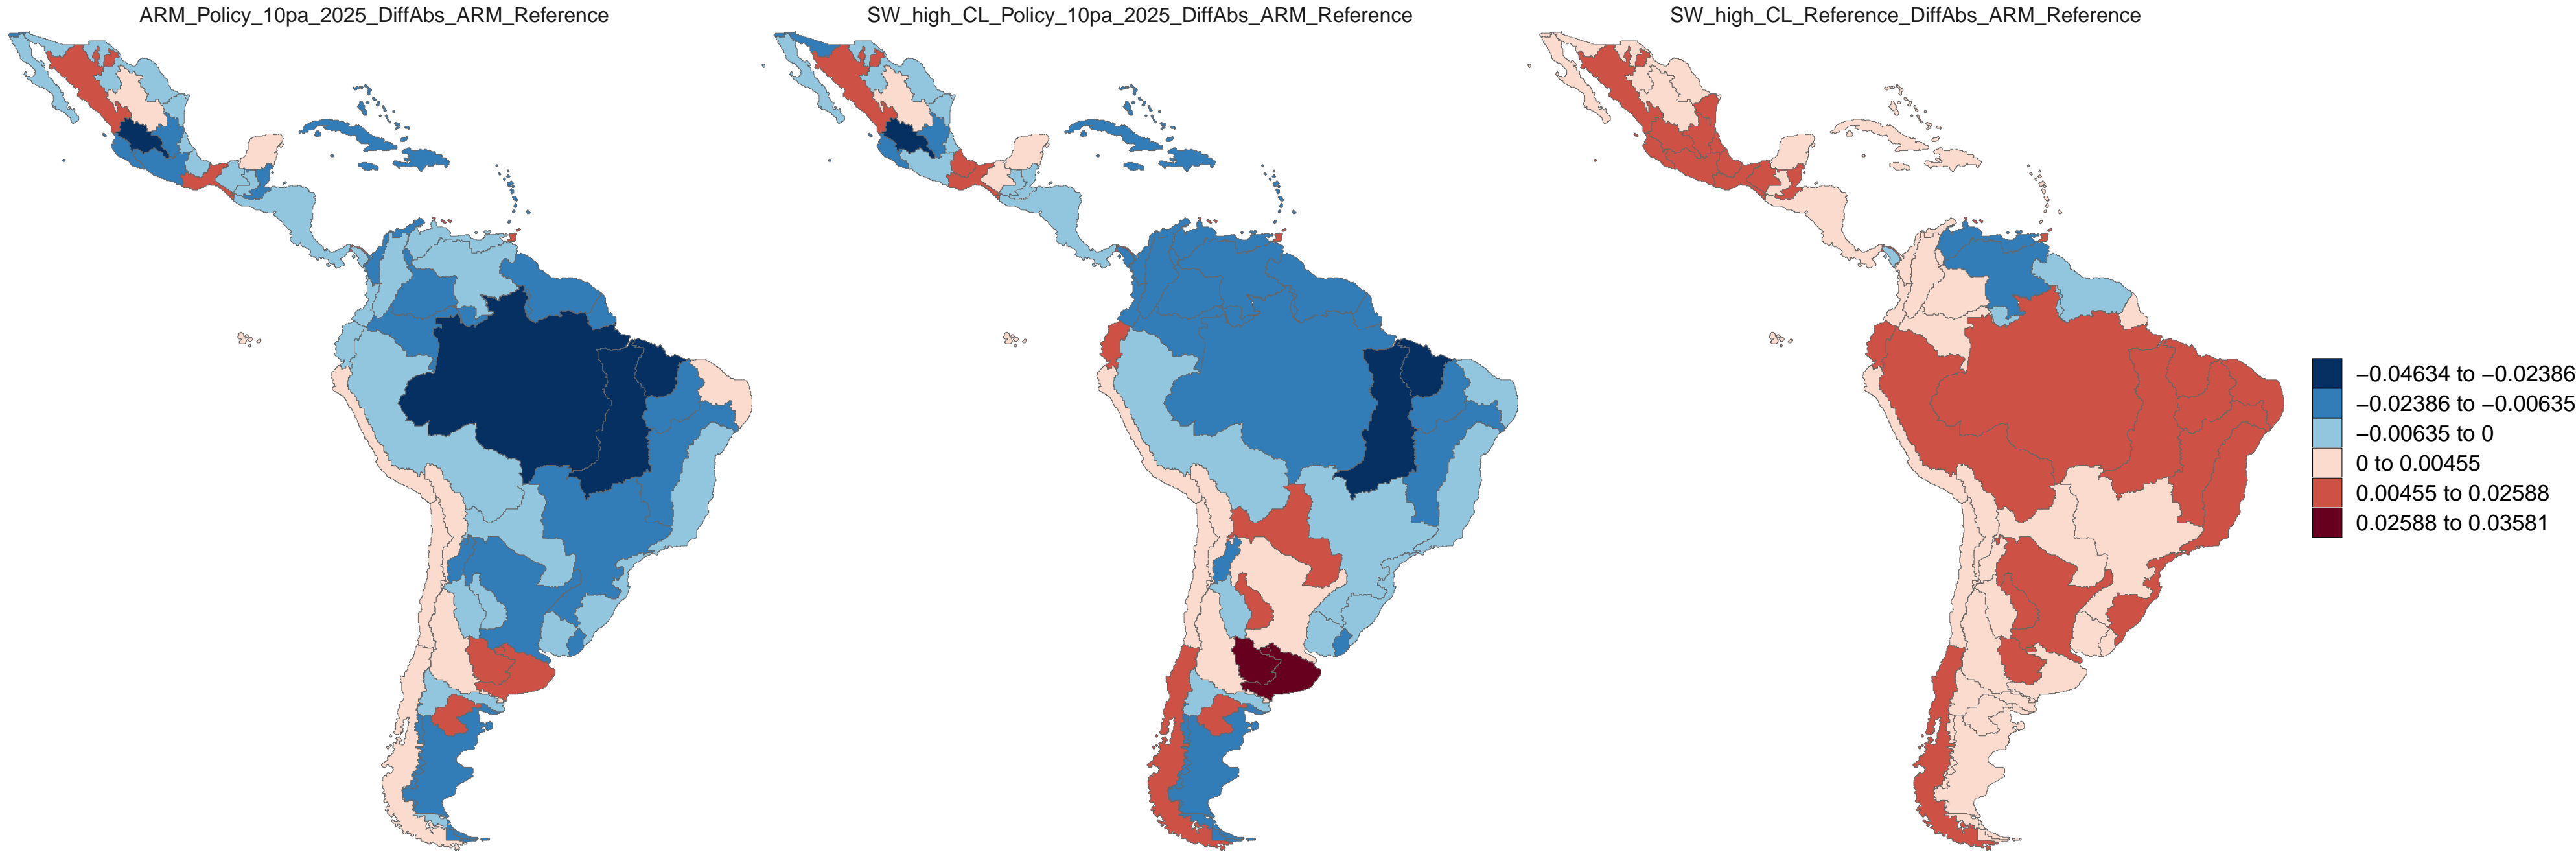 ARM_Policy_10pa_2025_DiffAbs_ARM_Reference
SW_high_CL_Policy_10pa_2025_DiffAbs_ARM_Reference
SW_high_CL_Reference_DiffAbs_ARM_Reference
−0.04634 to −0.02386
−0.02386 to −0.00635
−0.00635 to 0
0 to 0.00455
0.00455 to 0.02588
0.02588 to 0.03581